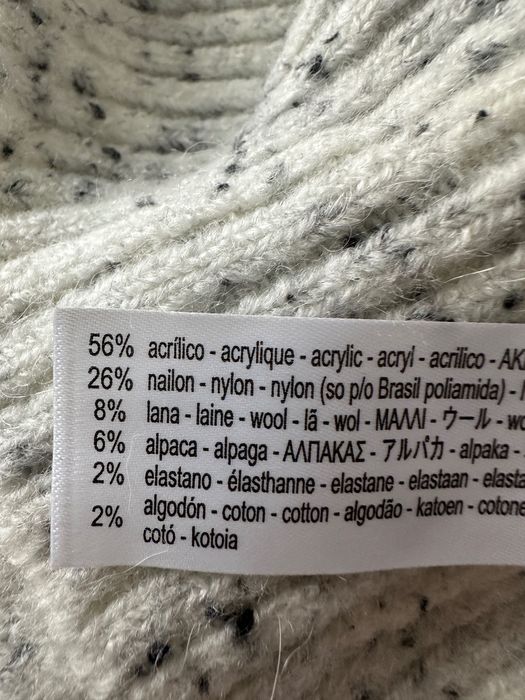 56% acrílico - acrylique - acrylic - acryl - acrilico -
26% nailon - nylon - nylon (so p/o Brasil poliamida) -
8% lana - laine - wool - lã - wol - ΜΑΛΛΙ - ウール -
6% alpaca - alpaga - ΑΛΠΑΚΑΣ - アルパカ - alpaka -
2% elastano - élasthanne - elastane - elastaan -
2% algodón - coton - cotton - algodão - katoen - cotone
cotó - kotoia